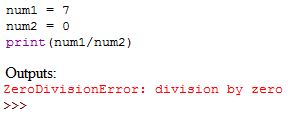 num1 = 7
num2 = 0
print(num1/num2)
Outputs:
ZeroDivisionError: division by zero
>>>